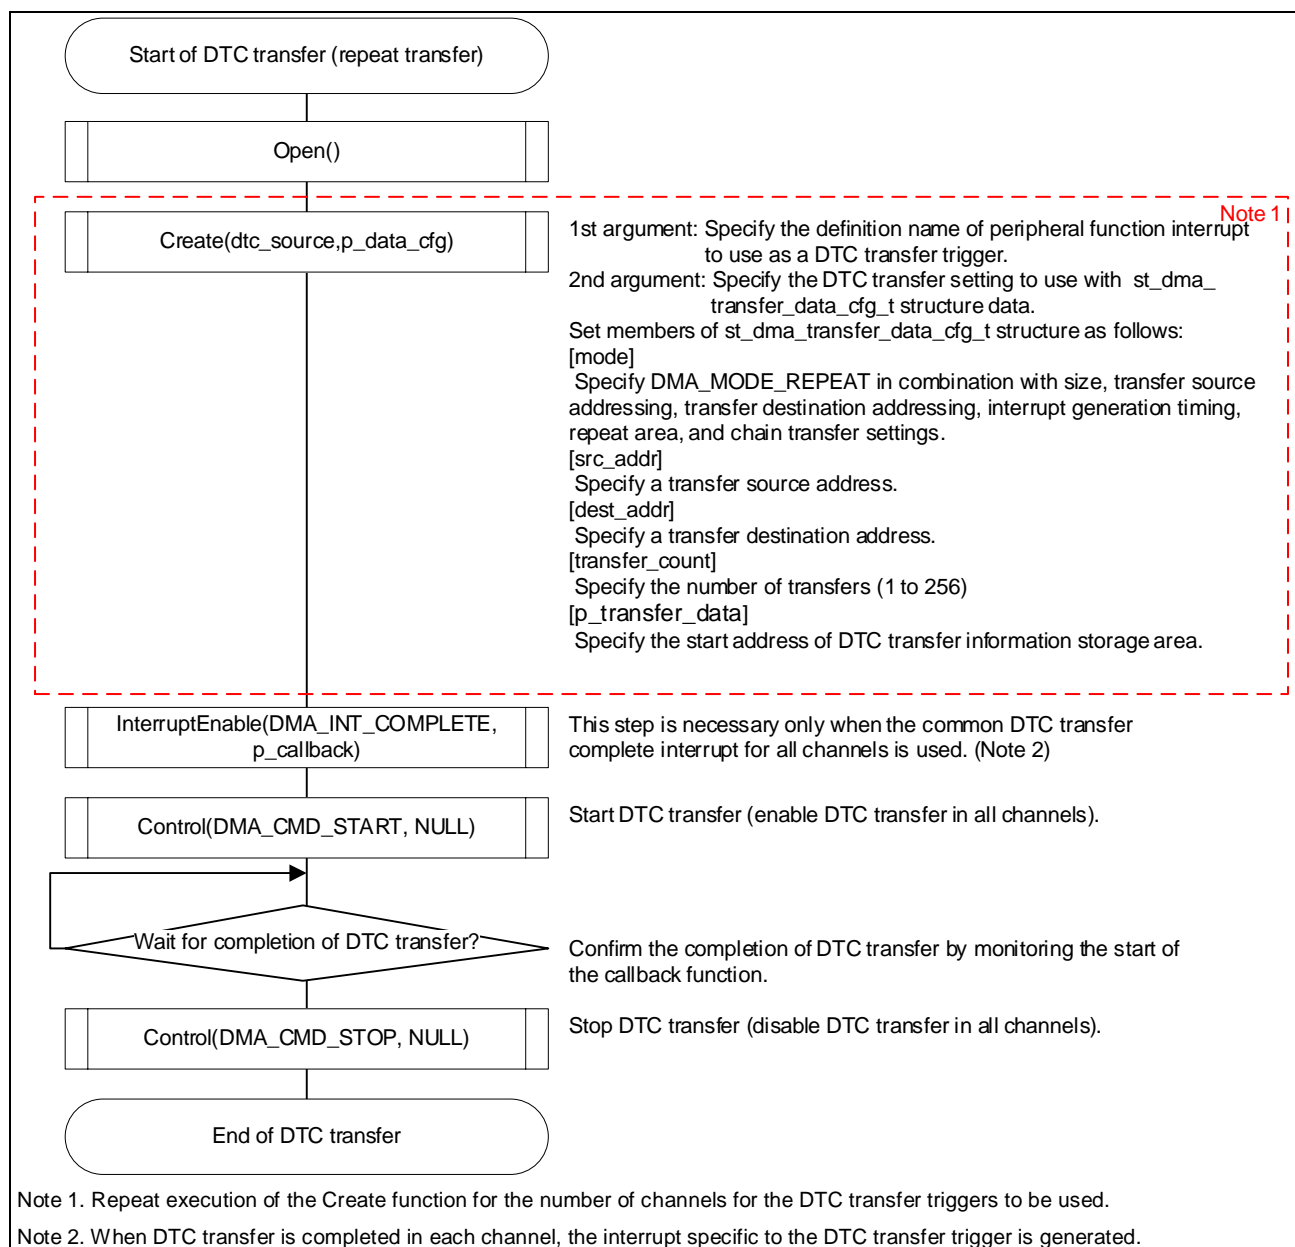 Start of DTC transfer (repeat transfer)
Open()
Note 1
Create(dtc_source,p_data_cfg)
1st argument: Specify the definition name of peripheral function interrupt
to use as a DTC transfer trigger.
2nd argument: Specify the DTC transfer setting to use with st_dma_
transfer_data_cfg_t structure data.
Set members of st_dma_transfer_data_cfg_t structure as follows:
[mode]
Specify DMA_MODE_REPEAT in combination with size, transfer source
addressing, transfer destination addressing, interrupt generation timing,
repeat area, and chain transfer settings.
[src_addr]
Specify a transfer source address.
[dest_addr]
Specify a transfer destination address.
[transfer_count]
Specify the number of transfers (1 to 256)
[p_transfer_data]
Specify the start address of DTC transfer information storage area.
InterruptEnable(DMA_INT_COMPLETE,
p_callback)
This step is necessary only when the common DTC transfer
complete interrupt for all channels is used. (Note 2)
Control(DMA_CMD_START, NULL)
Start DTC transfer (enable DTC transfer in all channels).
Wait for completion of DTC transfer?
Confirm the completion of DTC transfer by monitoring the start of
the callback function.
Control(DMA_CMD_STOP, NULL)
Stop DTC transfer (disable DTC transfer in all channels).
End of DTC transfer
Note 1. Repeat execution of the Create function for the number of channels for the DTC transfer triggers to be used.
Note 2. When DTC transfer is completed in each channel, the interrupt specific to the DTC transfer trigger is generated.